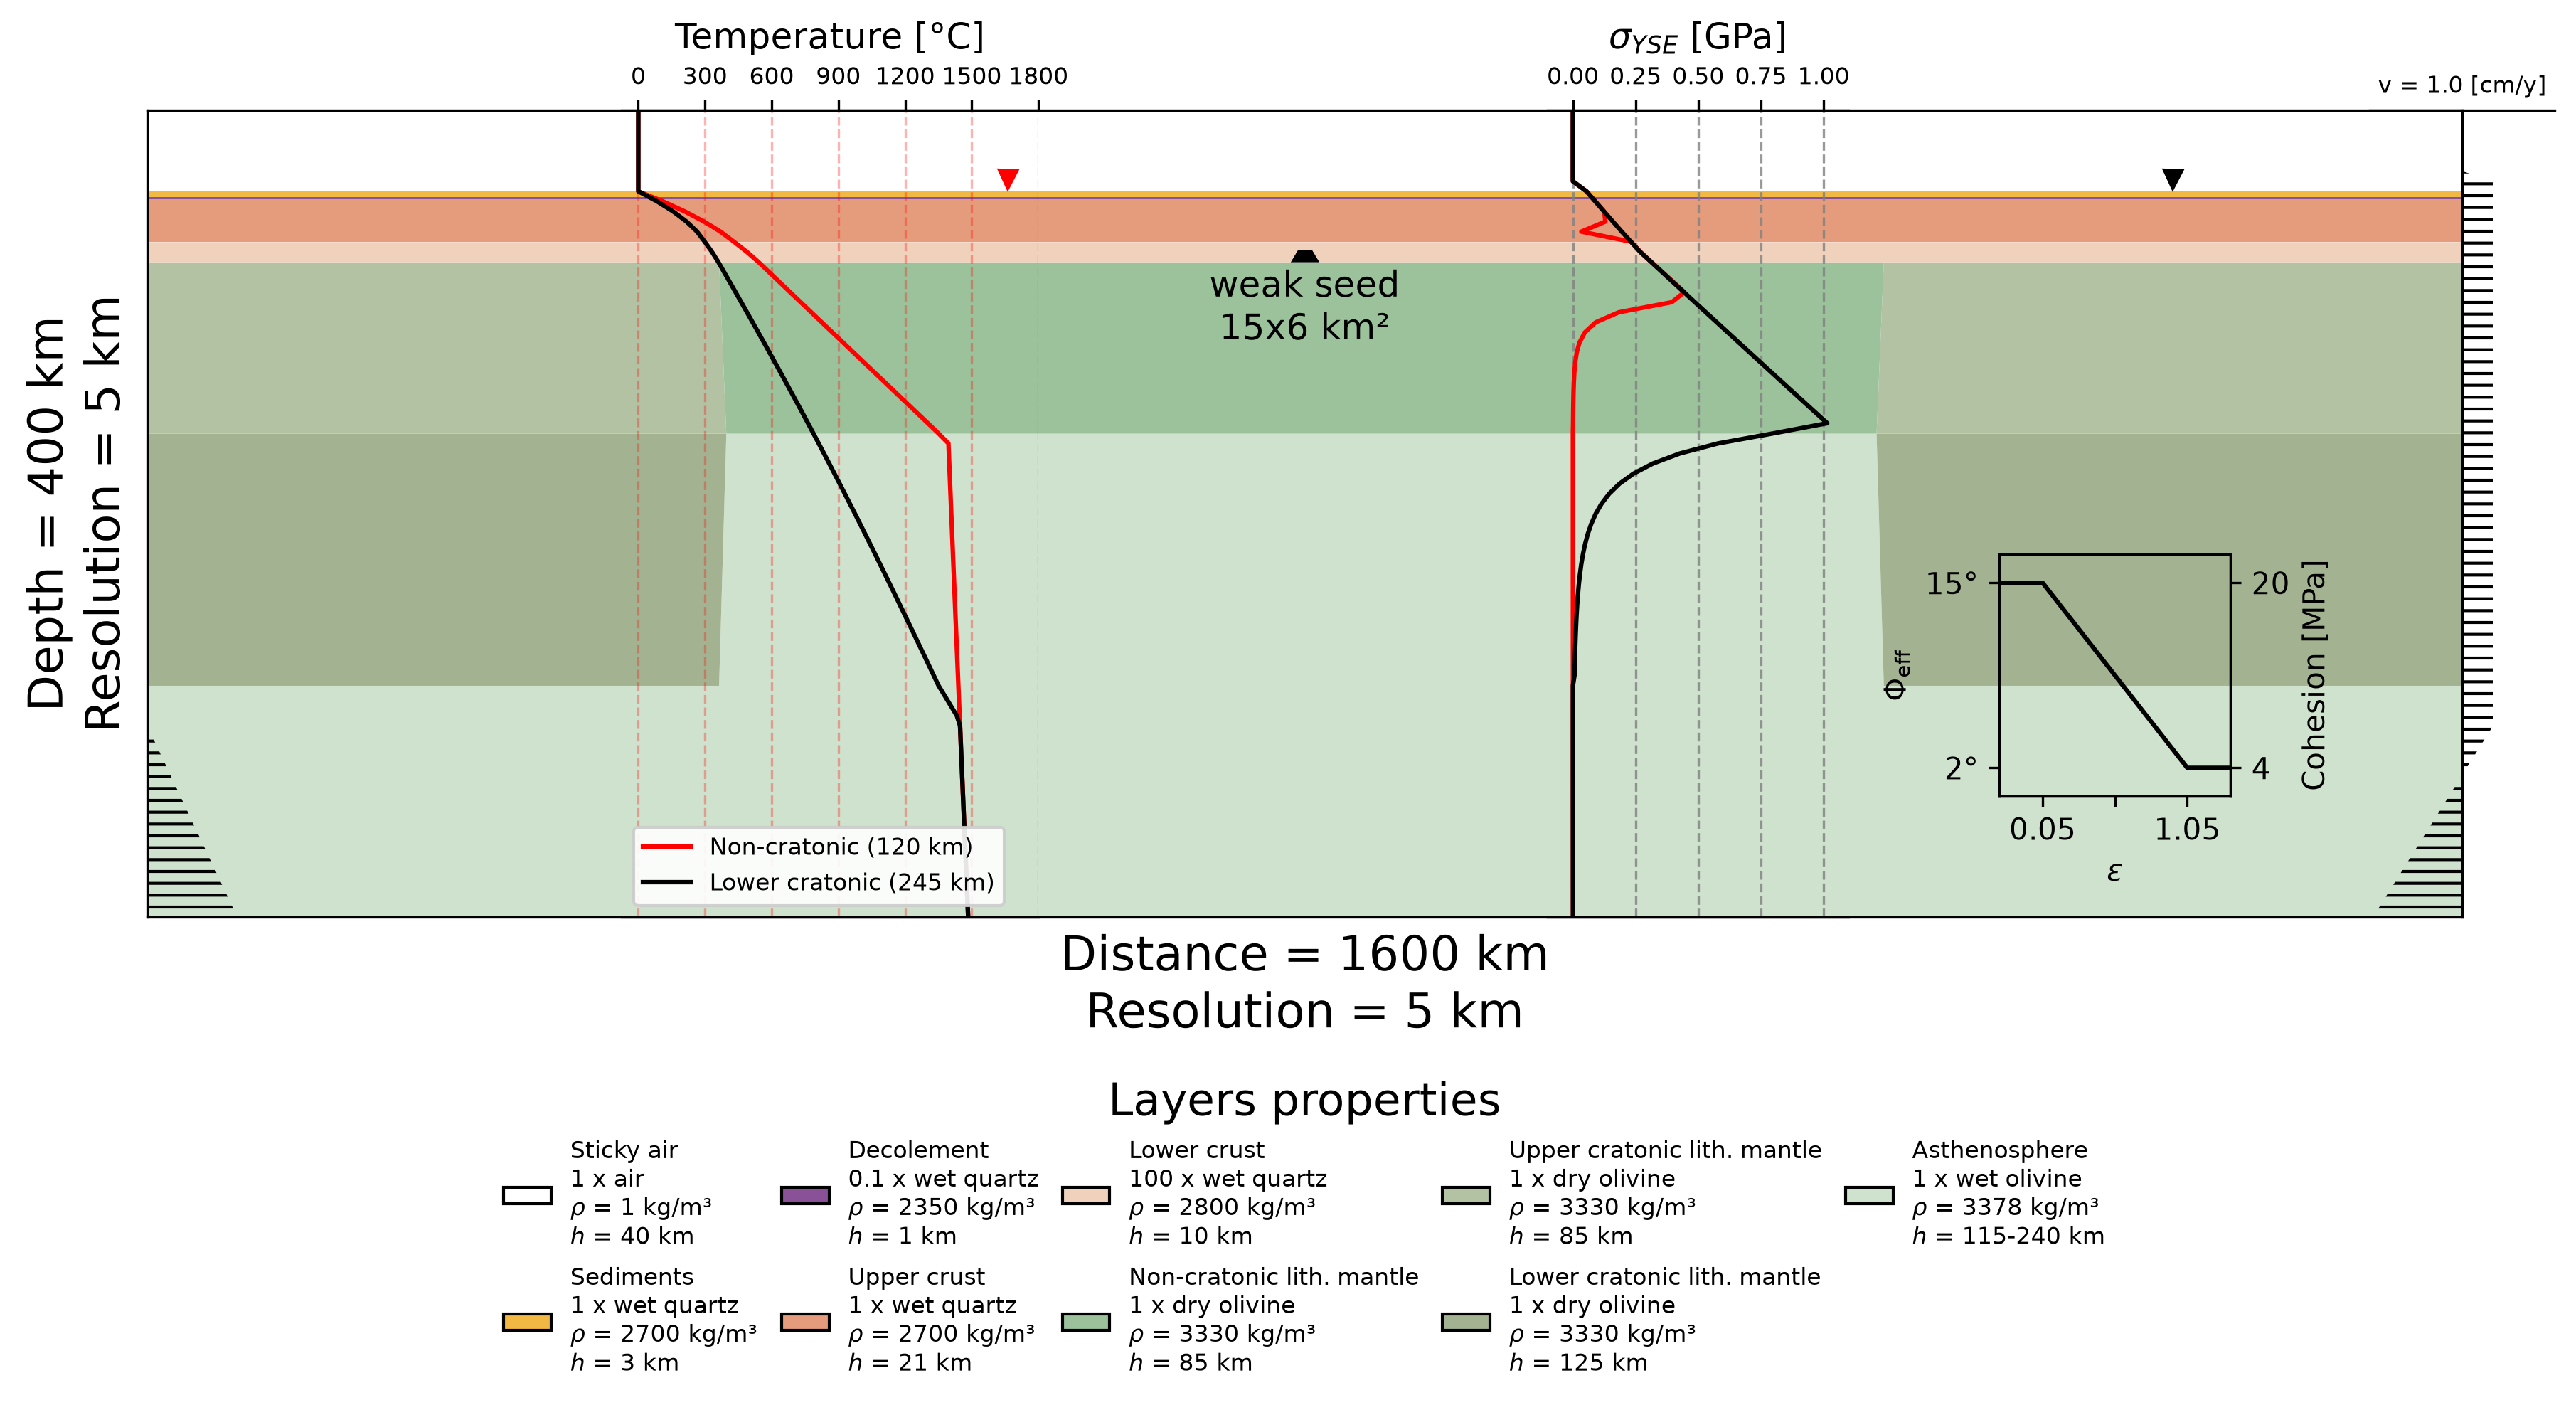 Temperature [°C]
0 300 600 900 1200 1500 1800
σYSE [GPa]
0.00 0.25 0.50 0.75 1.00
v = 1.0 [cm/y]
Depth = 400 km
Resolution = 5 km
weak seed
15x6 km²
15°
2°
Φeff
20
4
Cohesion [MPa]
0.05 1.05
ε
Non-cratonic (120 km)
Lower cratonic (245 km)
Distance = 1600 km
Resolution = 5 km
Layers properties
Sticky air
1 x air
ρ = 1 kg/m³
h = 40 km
Sediments
1 x wet quartz
ρ = 2700 kg/m³
h = 3 km
Decolement
0.1 x wet quartz
ρ = 2350 kg/m³
h = 1 km
Upper crust
1 x wet quartz
ρ = 2700 kg/m³
h = 21 km
Lower crust
100 x wet quartz
ρ = 2800 kg/m³
h = 10 km
Non-cratonic lith. mantle
1 x dry olivine
ρ = 3330 kg/m³
h = 85 km
Upper cratonic lith. mantle
1 x dry olivine
ρ = 3330 kg/m³
h = 85 km
Lower cratonic lith. mantle
1 x dry olivine
ρ = 3330 kg/m³
h = 125 km
Asthenosphere
1 x wet olivine
ρ = 3378 kg/m³
h = 115-240 km